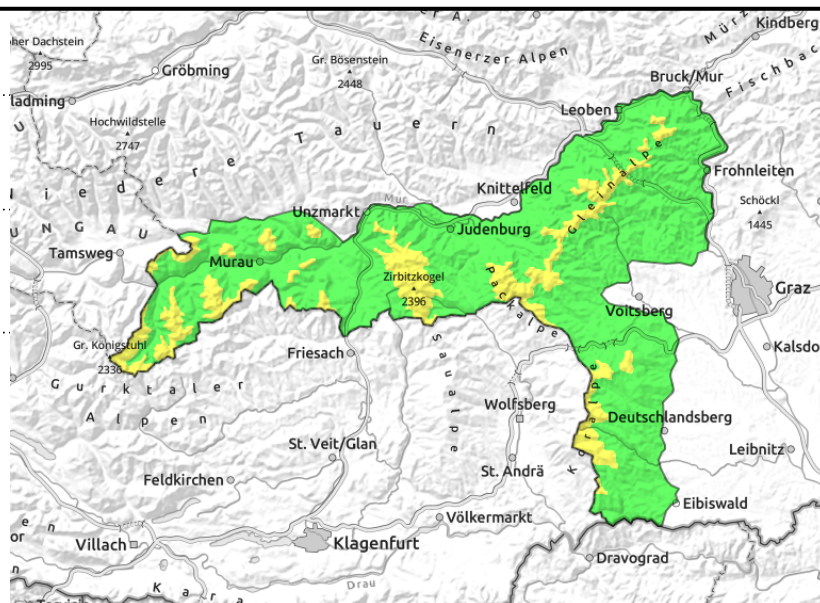 her Dachstein
2995
ladming
Gröbming
Gr. Bösenstein
2448
er A.
Eisenerzer Alpen
Mürz
Kindberg
Fischbac
Bruck/Mur
Leoben
Hochwildstelle
2747
Niedere Tauern
Frohnleiten
Schöckl
1445
Knittelfeld
Gleinalpe
Mur
Unzmarkt
Judenburg
UNGAU
Tamsweg
Murau
Zirbitzkogel
2396
Packalpe
Graz
Voitsberg
Gr. Königstuhl
2336
Friesach
Kalsdo
Gurktaler
Alpen
Saualpe
Wolfsberg
Koralpe
Deutschlandsberg
St. Veit/Glan
Leibnitz
St. Andrä
Feldkirchen
Eibiswald
Völkermarkt
Villach
Klagenfurt
Dravograd
Drau
Kara